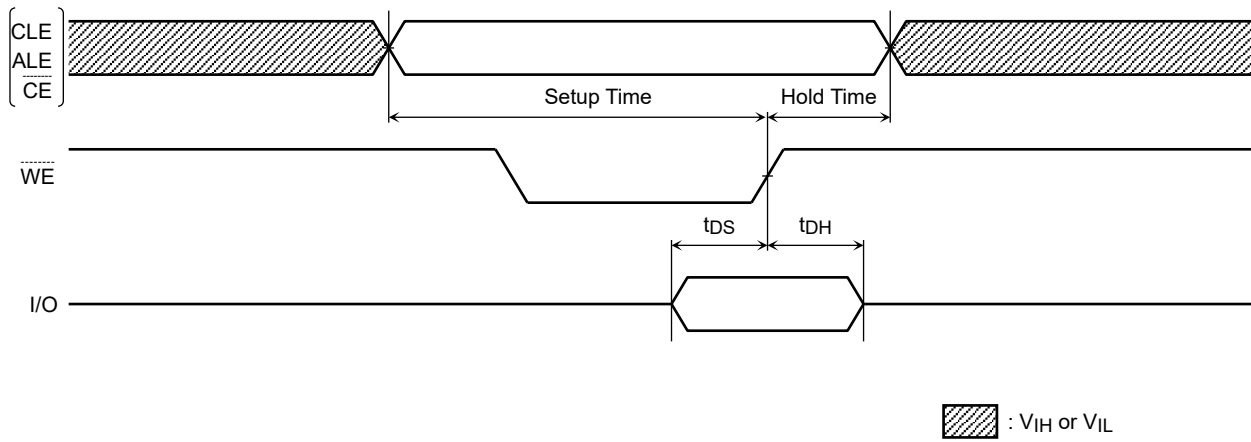 CLE
ALE
CE
Setup Time
Hold Time
WE
tDS
tDH
I/O
: VIH or VIL